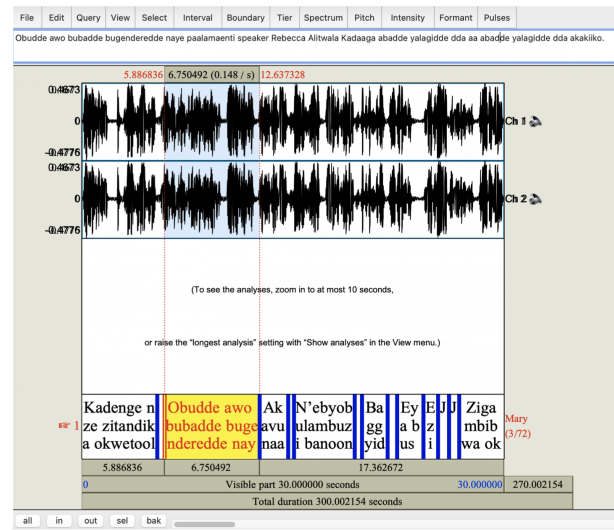 File Edit Query View Select Interval Boundary Tier Spectrum Pitch Intensity Formant Pulses
Obudde awo bubadde bugenderedde naye paalamaenti speaker Rebecca Alitwala Kadaaga abadde yalagidde dda aa abadde yalagidde dda akakiiko.
5.886836 6.750492 (0.148 / s) 12.637328
0.4673
0 Ch 1
-0.4776
0.4673
0 Ch 2
-0.4776
(To see the analyses, zoom in to at most 10 seconds,
or raise the “longest analysis” setting with “Show analyses” in the View menu.)
Kadenge n Obudde awo Ak N’ebyob Ba Ey E J J Ziga
1 ze zitandik bubadde buge avu ulambuz gg a b z mbib Mary
a okwetool nderedde nay naa i banoon yid us i wa ok (3/72)
5.886836 6.750492 17.362672
0 Visible part 30.000000 seconds 30.000000 270.002154
Total duration 300.002154 seconds
all in out sel bak